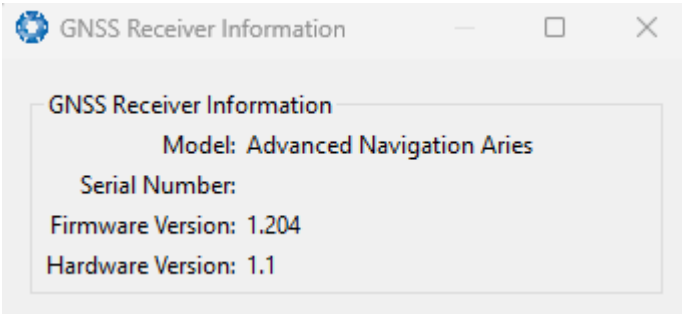 GNSS Receiver Information
GNSS Receiver Information
Model: Advanced Navigation Aries
Serial Number:
Firmware Version: 1.204
Hardware Version: 1.1